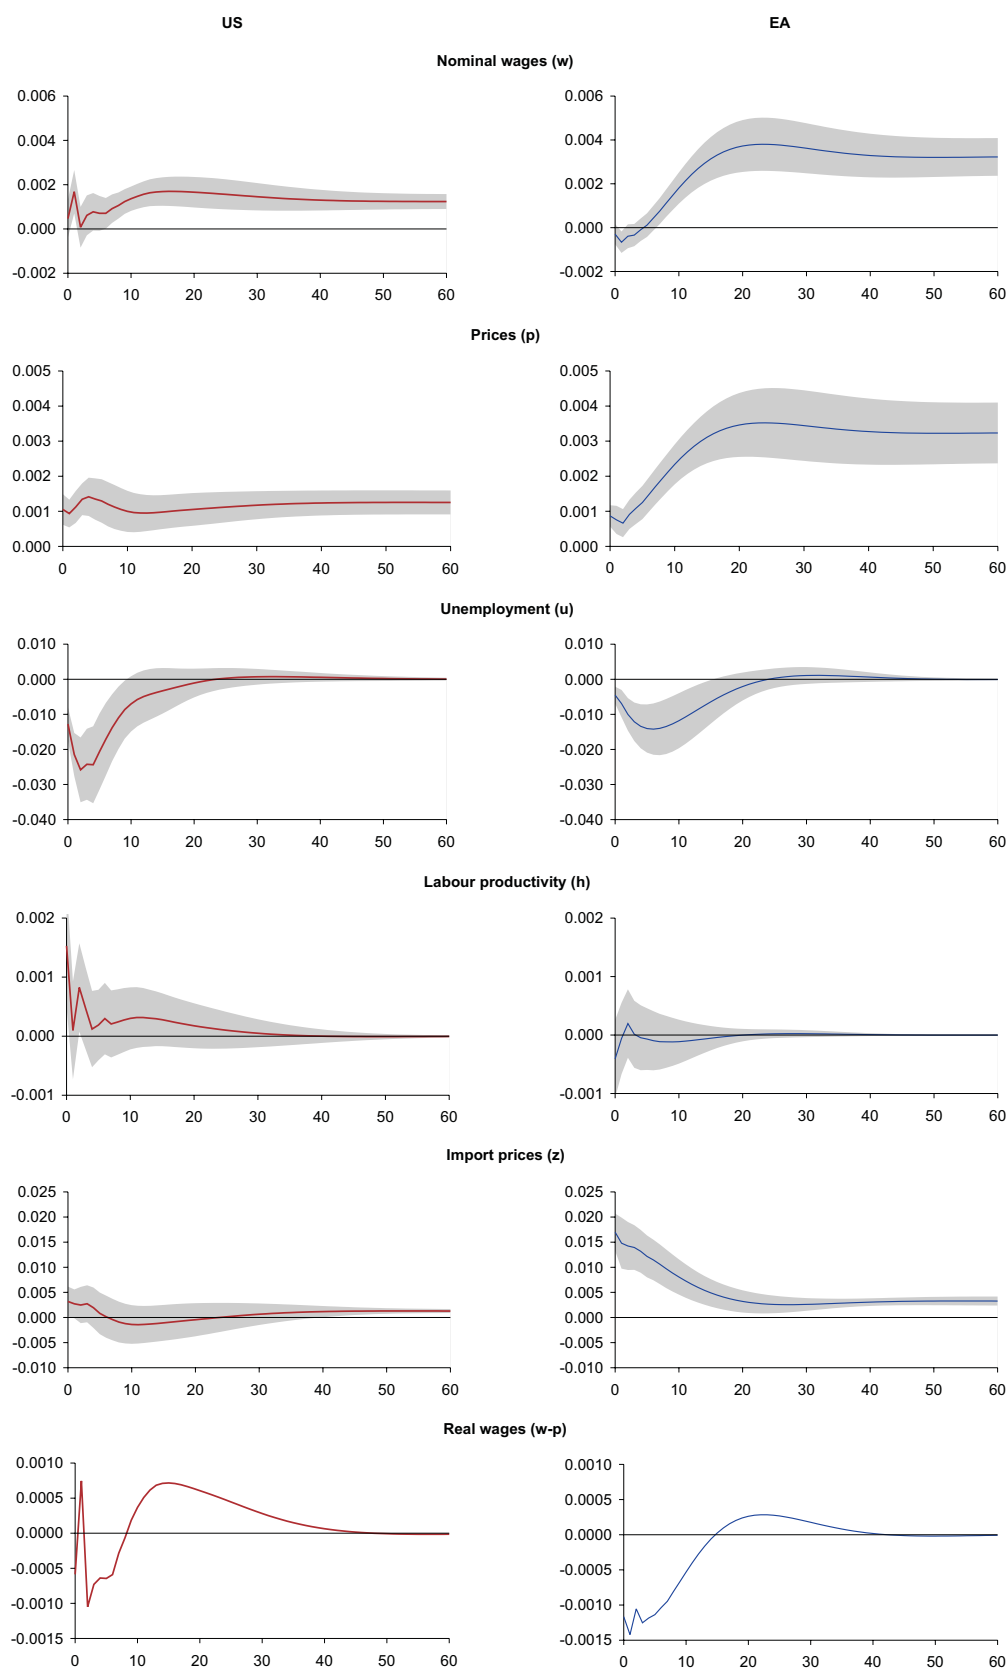 US EA
Nominal wages (w)
0.006 0.006
0.004 0.004
0.002 0.002
0.000 0.000
-0.002 -0.002
0 10 20 30 40 50 60 0 10 20 30 40 50 60
Prices (p)
0.005 0.005
0.004 0.004
0.003 0.003
0.002 0.002
0.001 0.001
0.000 0.000
0 10 20 30 40 50 60 0 10 20 30 40 50 60
Unemployment (u)
0.010 0.010
0.000 0.000
-0.010 -0.010
-0.020 -0.020
-0.030 -0.030
-0.040 -0.040
0 10 20 30 40 50 60 0 10 20 30 40 50 60
Labour productivity (h)
0.002 0.002
0.001 0.001
0.000 0.000
-0.001 -0.001
0 10 20 30 40 50 60 0 10 20 30 40 50 60
Import prices (z)
0.025 0.025
0.020 0.020
0.015 0.015
0.010 0.010
0.005 0.005
0.000 0.000
-0.005 -0.005
-0.010 -0.010
0 10 20 30 40 50 60 0 10 20 30 40 50 60
Real wages (w-p)
0.0010 0.0010
0.0005 0.0005
0.0000 0.0000
-0.0005 -0.0005
-0.0010 -0.0010
-0.0015 -0.0015
0 10 20 30 40 50 60 0 10 20 30 40 50 60